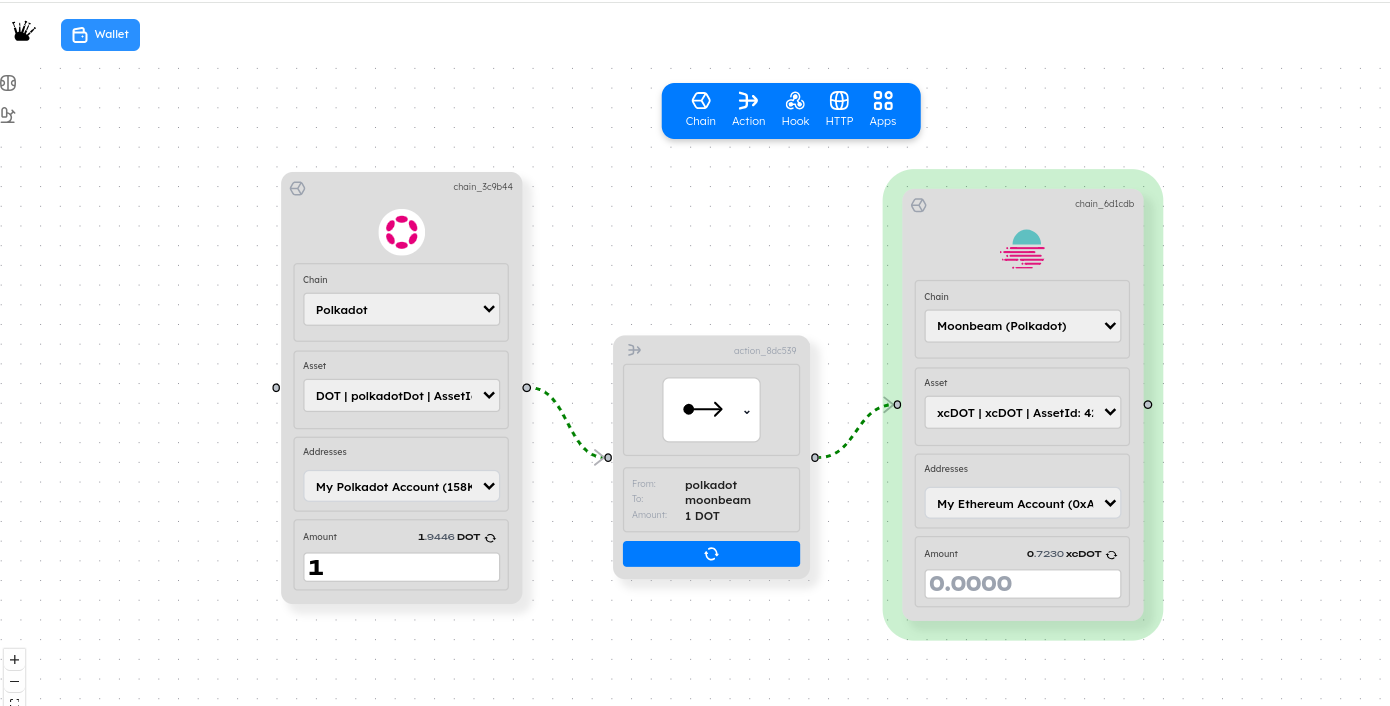 Wallet
Chain
Action
Hook
HTTP
Apps
chain_3c9b44
Chain
Polkadot
Asset
DOT | polkadotDot | AssetI
Addresses
My Polkadot Account (158K
Amount
1.9446 DOT
1
action_8dc539
From: polkadot
To: moonbeam
Amount: 1 DOT
chain_6d1cdb
Chain
Moonbeam (Polkadot)
Asset
xcDOT | xcDOT | AssetId: 4
Addresses
My Ethereum Account (0xA
Amount
0.7230 xcDOT
0.0000